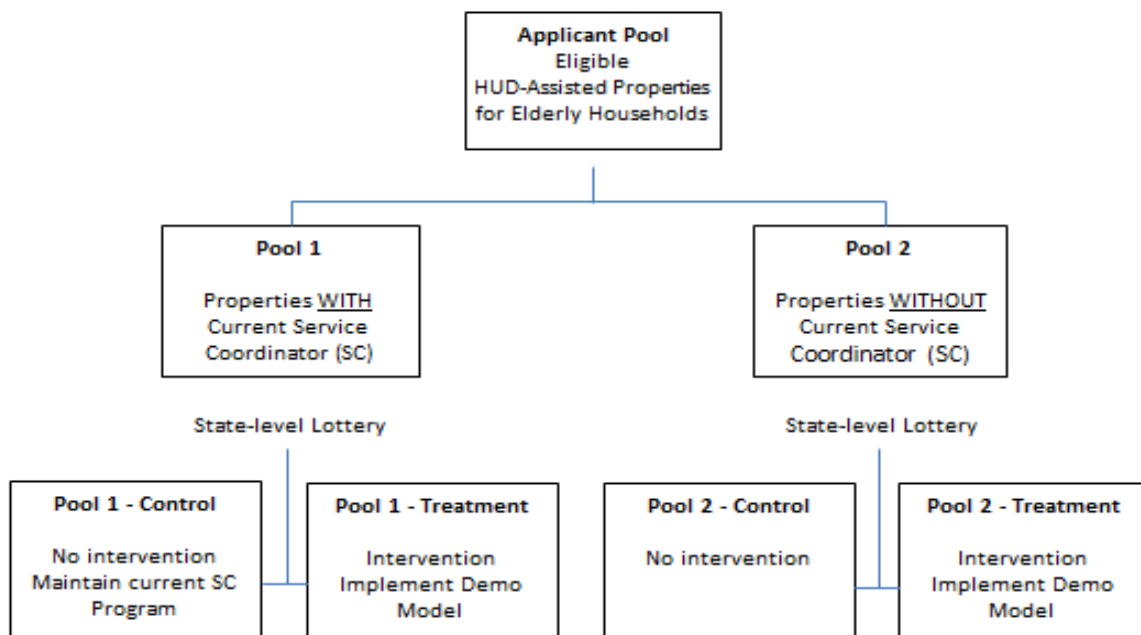 Applicant Pool
Eligible
HUD-Assisted Properties
for Elderly Households
Pool 1
Properties WITH
Current Service
Coordinator (SC)
Pool 2
Properties WITHOUT
Current Service
Coordinator (SC)
State-level Lottery
State-level Lottery
Pool 1 - Control
No intervention
Maintain current SC
Program
Pool 1 - Treatment
Intervention
Implement Demo
Model
Pool 2 - Control
No intervention
Pool 2 - Treatment
Intervention
Implement Demo
Model